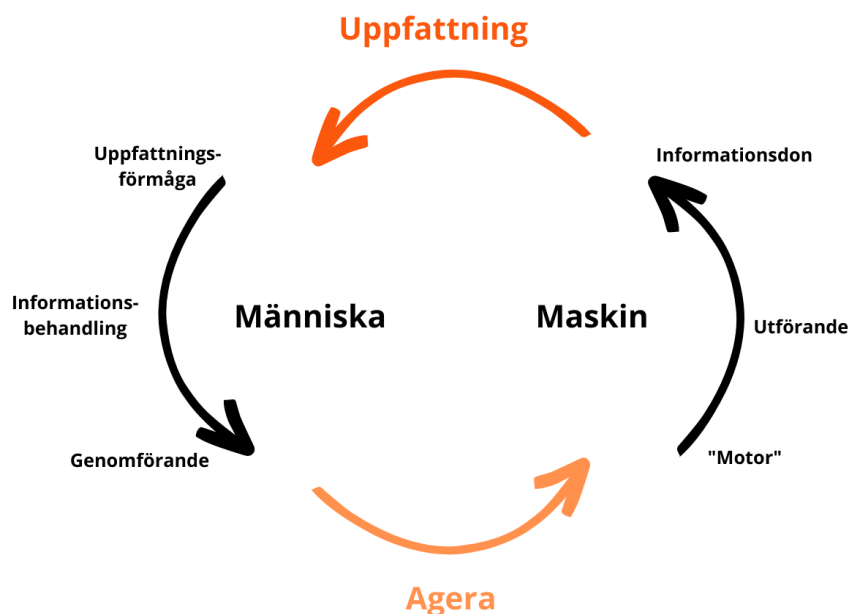 Uppfattning
Uppfattnings-
förmåga
Informationsdon
Informations-
behandling
Människa
Maskin
Utförande
Genomförande
"Motor"
Agera